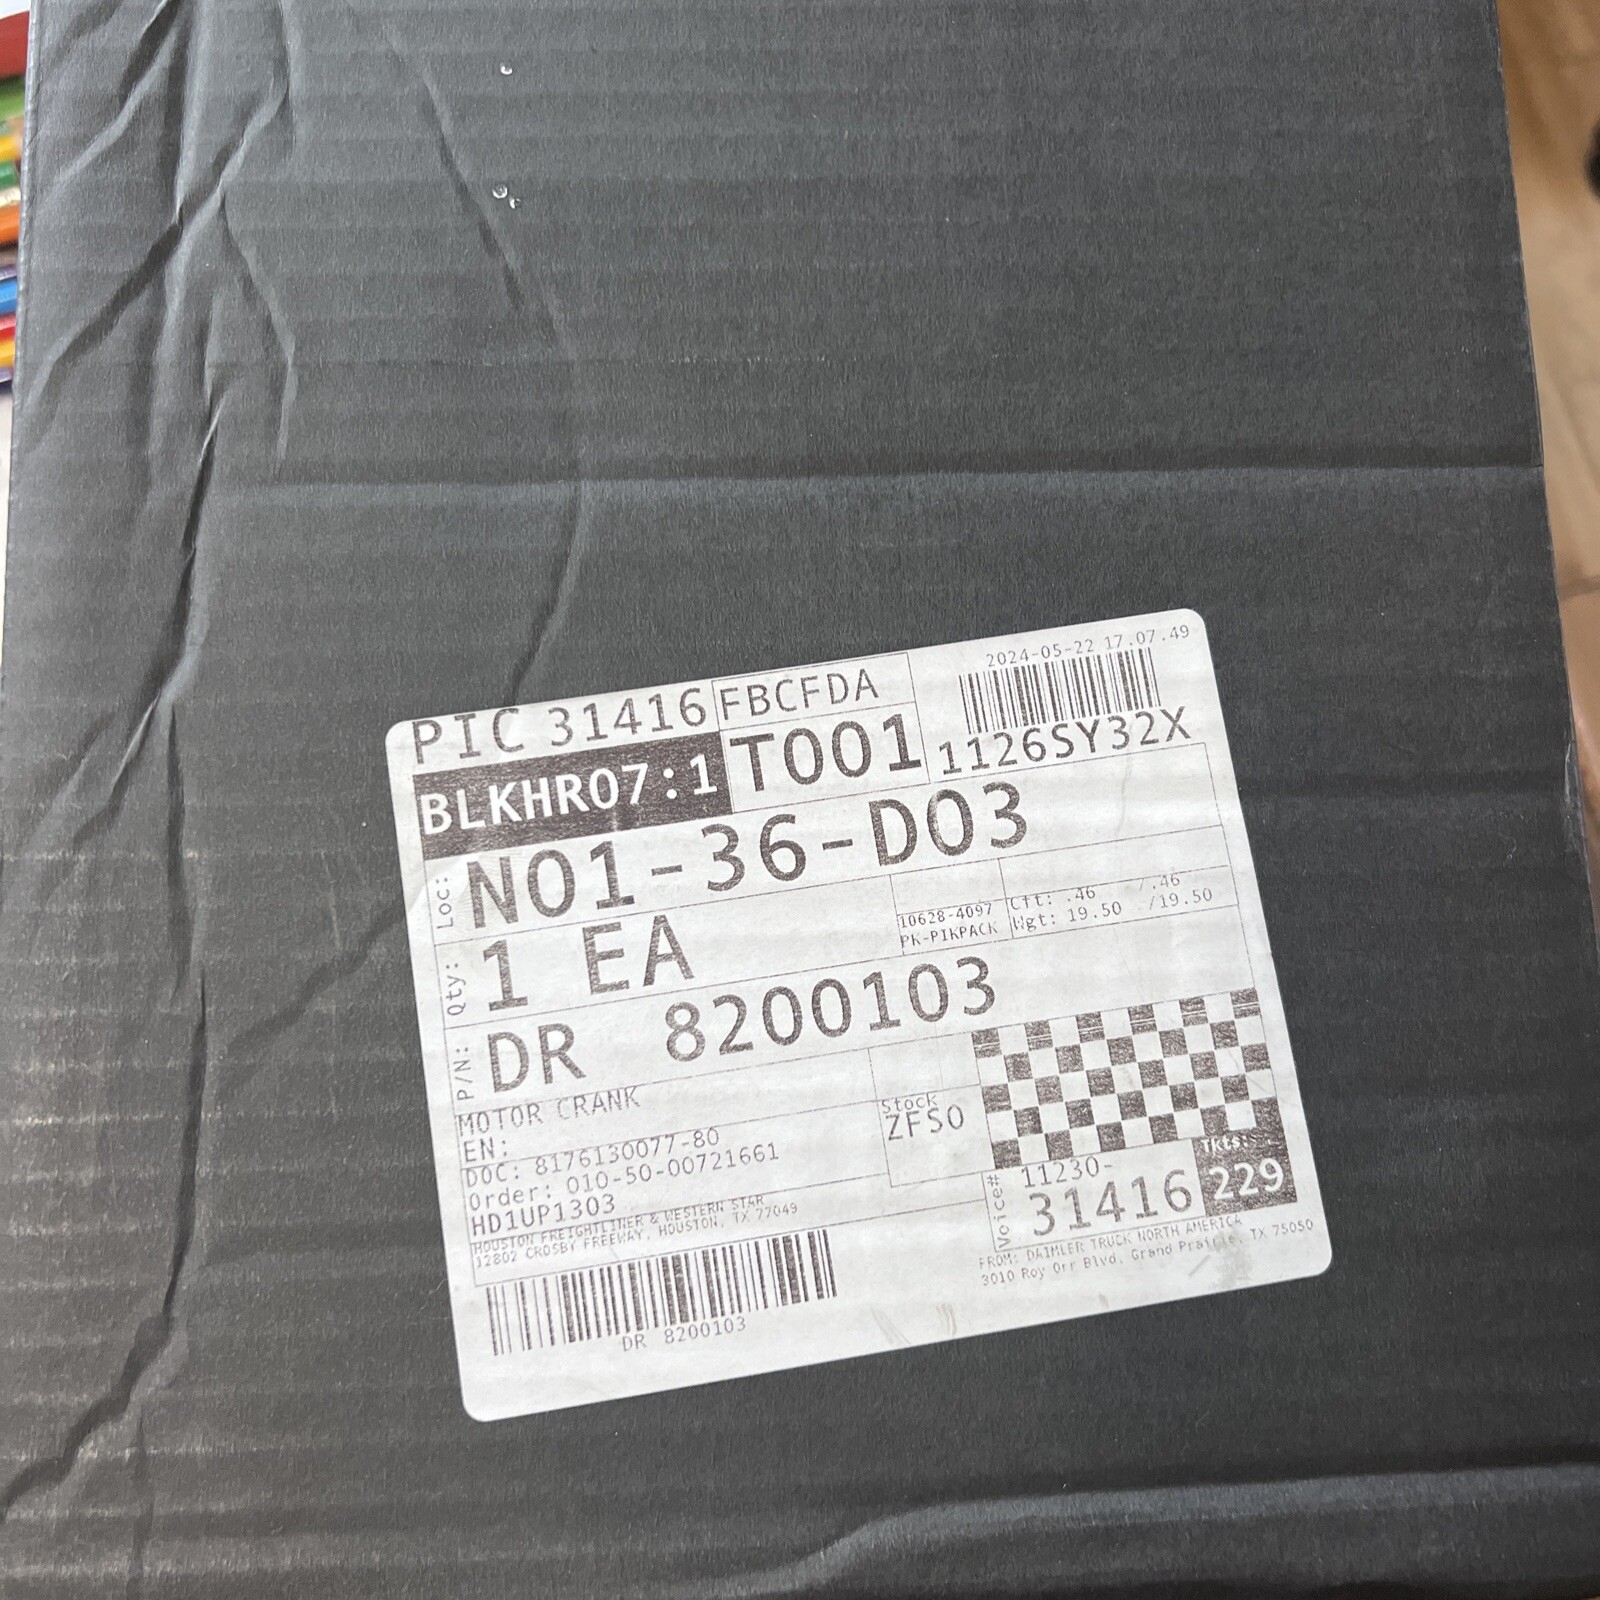 PIC 31416 FBCFDA 2024-05-22 17.07.49
BLKHR07:1 T001 1126SY32X
Loc: N01-36-D03
Qty: 1 EA
10628-4097
PK-PIKPACK
Cft: .46 /.46
Wgt: 19.50 /19.50
P/N: DR 8200103
MOTOR CRANK
EN:
DOC: 8176130077-80
Order: 010-50-00721661
HD1UP1303
Stock
ZFSO
HOUSTON FREIGHTLINER & WESTERN STAR
12802 CROSBY FREEWAY, HOUSTON, TX 77049
Voice# 11230-
31416
Tkts:
229
FROM: DAIMLER TRUCK NORTH AMERICA
3010 Roy Orr Blvd, Grand Prairie, TX 75050
DR 8200103